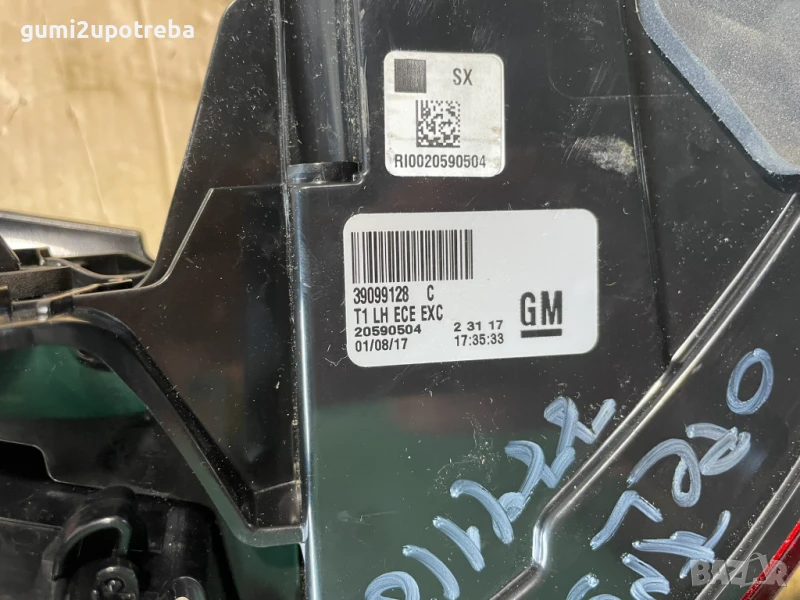 gumi2upotreba
SX
RI0020590504
39099128 C
T1 LH ECE EXC
20590504 2 31 17
01/08/17 17:35:33
GM
BAZAR